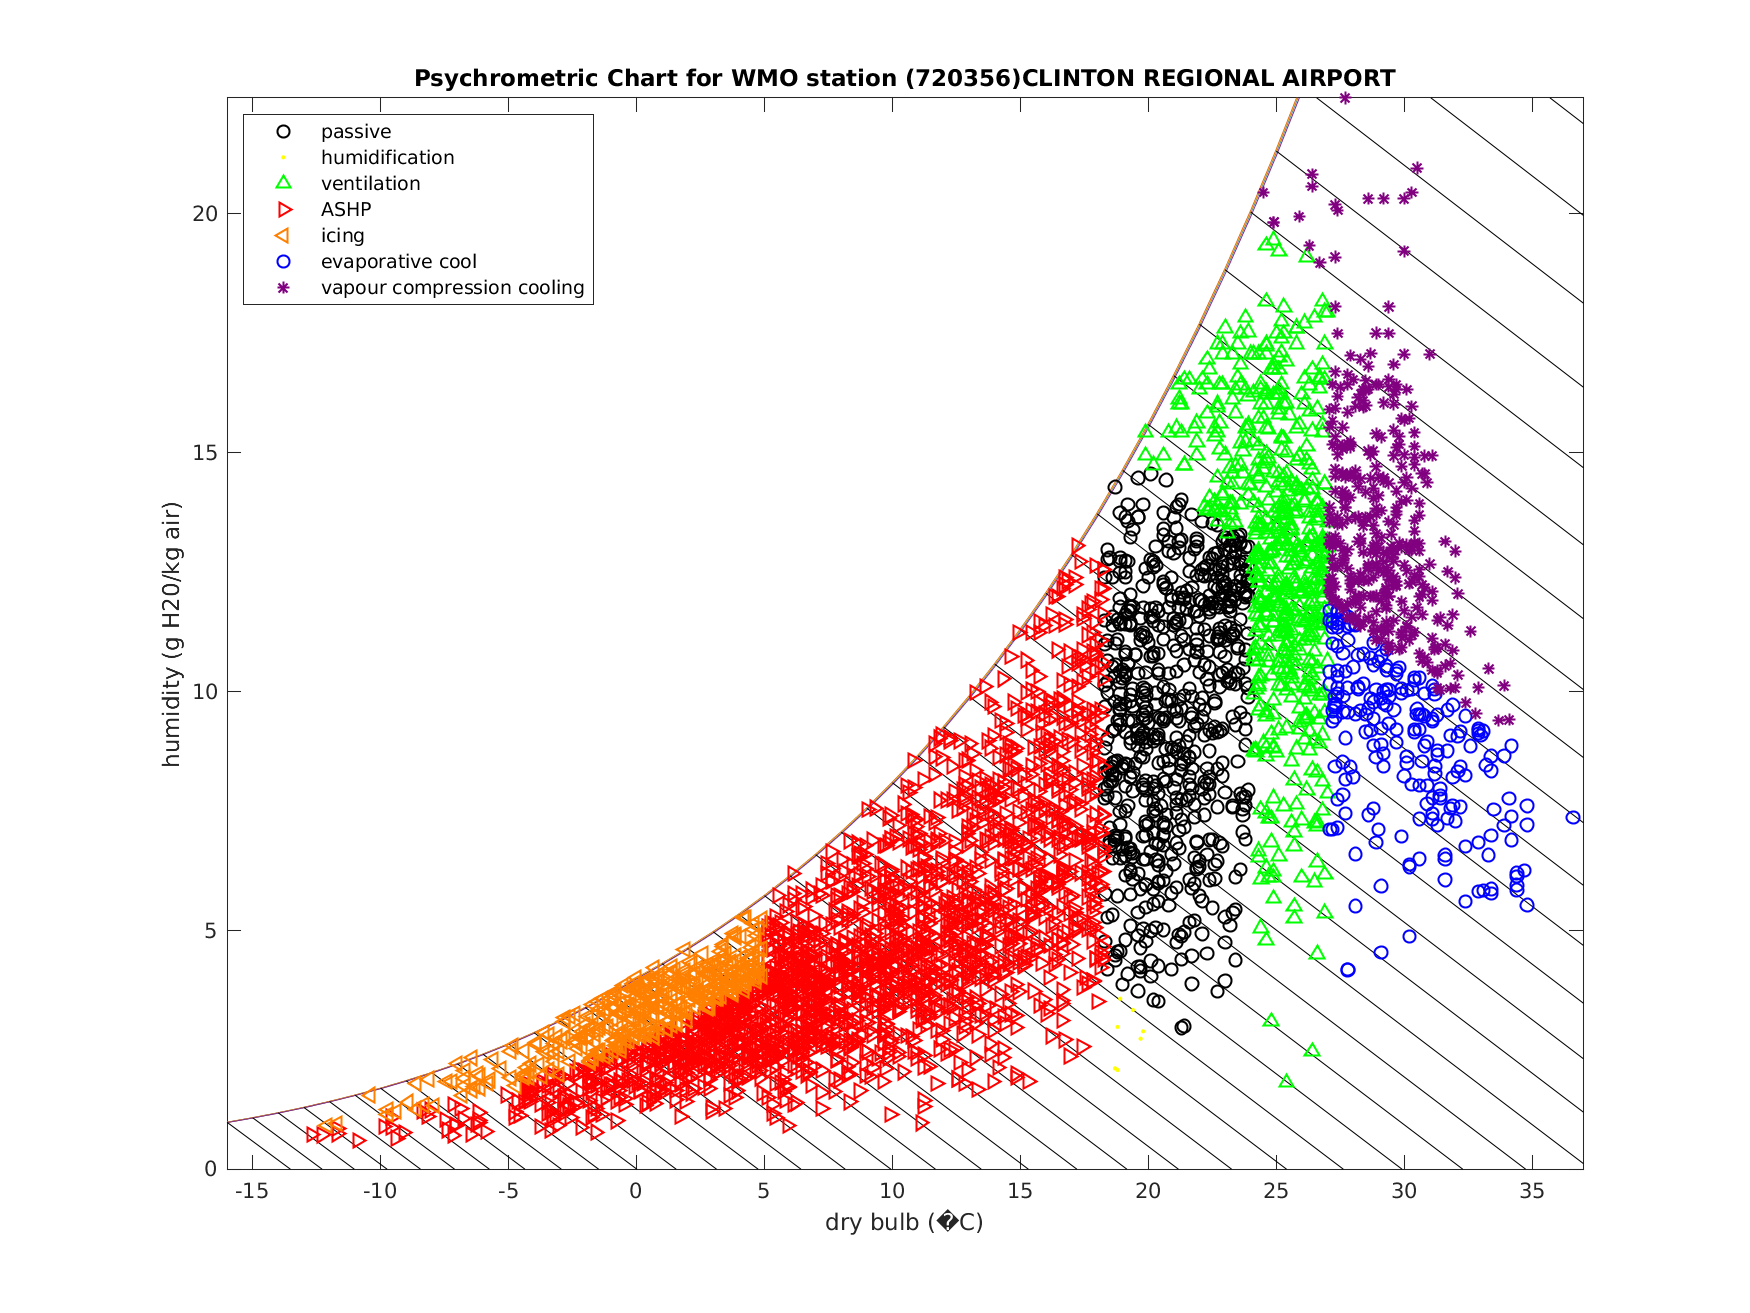 Psychrometric Chart for WMO station (720356)CLINTON REGIONAL AIRPORT
passive
humidification
ventilation
ASHP
icing
evaporative cool
vapour compression cooling
humidity (g H20/kg air)
20
15
10
5
0
-15 -10 -5 0 5 10 15 20 25 30 35
dry bulb (�C)